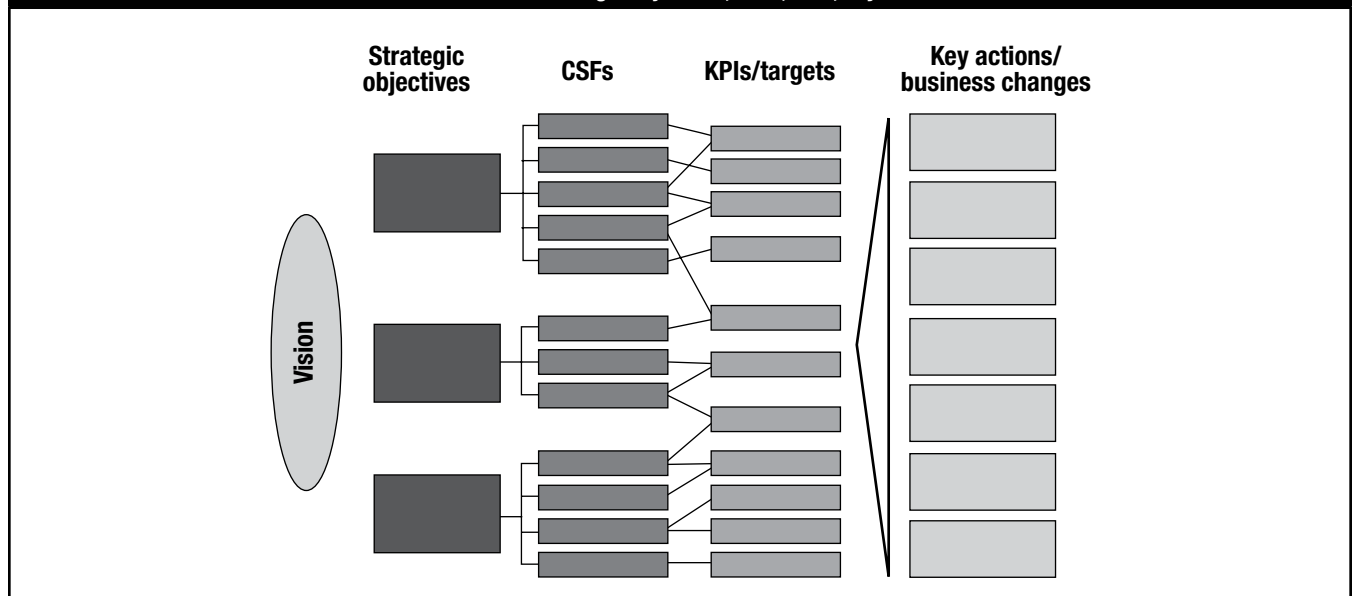 Strategic
objectives
CSFs
KPIs/targets
Key actions/
business changes
Vision